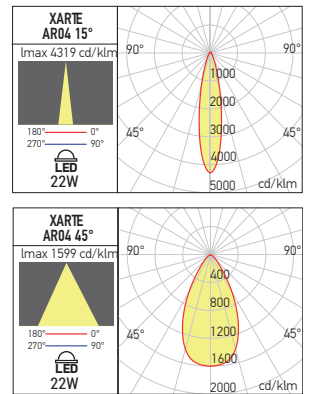 XARTE
AR04 15°
Imax 4319 cd/klm
180° 0°
270° 90°
LED
22W
90° 90°
1000
2000
45° 45°
3000
4000
5000 cd/klm
XARTE
AR04 45°
Imax 1599 cd/klm
180° 0°
270° 90°
LED
22W
90° 90°
400
800
45° 45°
1200
1600
2000 cd/klm